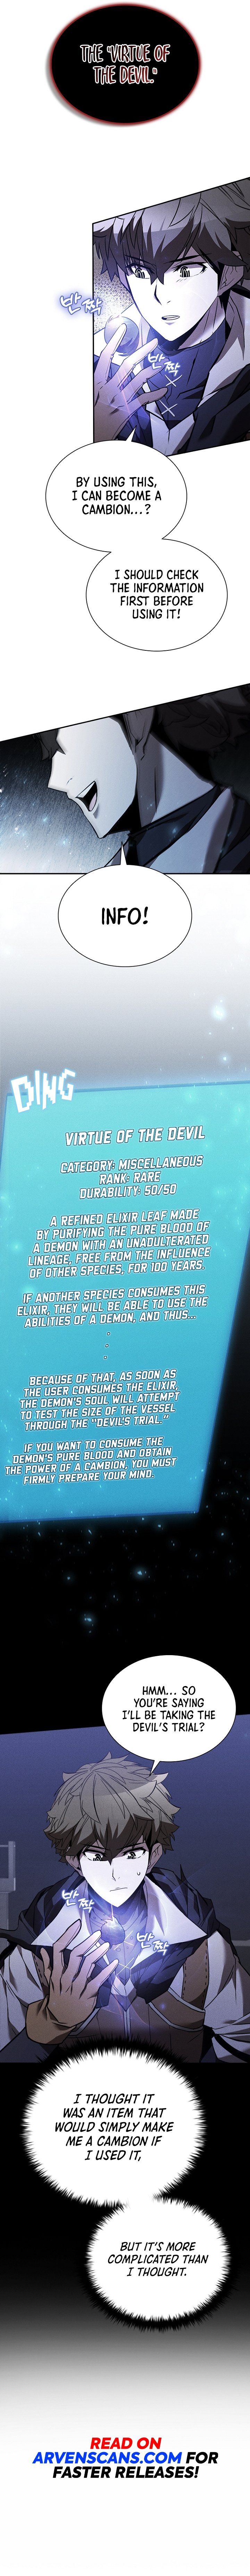 THE "VIRTUE OF
THE DEVIL."
반짝
반짝
BY USING THIS,
I CAN BECOME A
CAMBION...?
I SHOULD CHECK
THE INFORMATION
FIRST BEFORE
USING IT!
INFO!
DING
VIRTUE OF THE DEVIL
CATEGORY: MISCELLANEOUS
RANK: RARE
DURABILITY: 50/50
A REFINED ELIXIR LEAF MADE
BY PURIFYING THE PURE BLOOD OF
A DEMON WITH AN UNADULTERATED
LINEAGE, FREE FROM THE INFLUENCE
OF OTHER SPECIES, FOR 100 YEARS.
IF ANOTHER SPECIES CONSUMES THIS
ELIXIR, THEY WILL BE ABLE TO USE THE
ABILITIES OF A DEMON, AND THUS...
BECAUSE OF THAT, AS SOON AS
THE USER CONSUMES THE ELIXIR,
THE DEMON'S SOUL WILL ATTEMPT
TO TEST THE SIZE OF THE VESSEL
THROUGH THE "DEVIL'S TRIAL."
IF YOU WANT TO CONSUME THE
DEMON'S PURE BLOOD AND OBTAIN
THE POWER OF A CAMBION, YOU MUST
FIRMLY PREPARE YOUR MIND.
HMM... SO
YOU'RE SAYING
I'LL BE TAKING THE
DEVIL'S TRIAL?
반짝
반짝
I THOUGHT IT
WAS AN ITEM THAT
WOULD SIMPLY MAKE
ME A CAMBION IF
I USED IT,
BUT IT'S MORE
COMPLICATED THAN
I THOUGHT.
READ ON
ARVENSCANS.COM FOR
FASTER RELEASES!